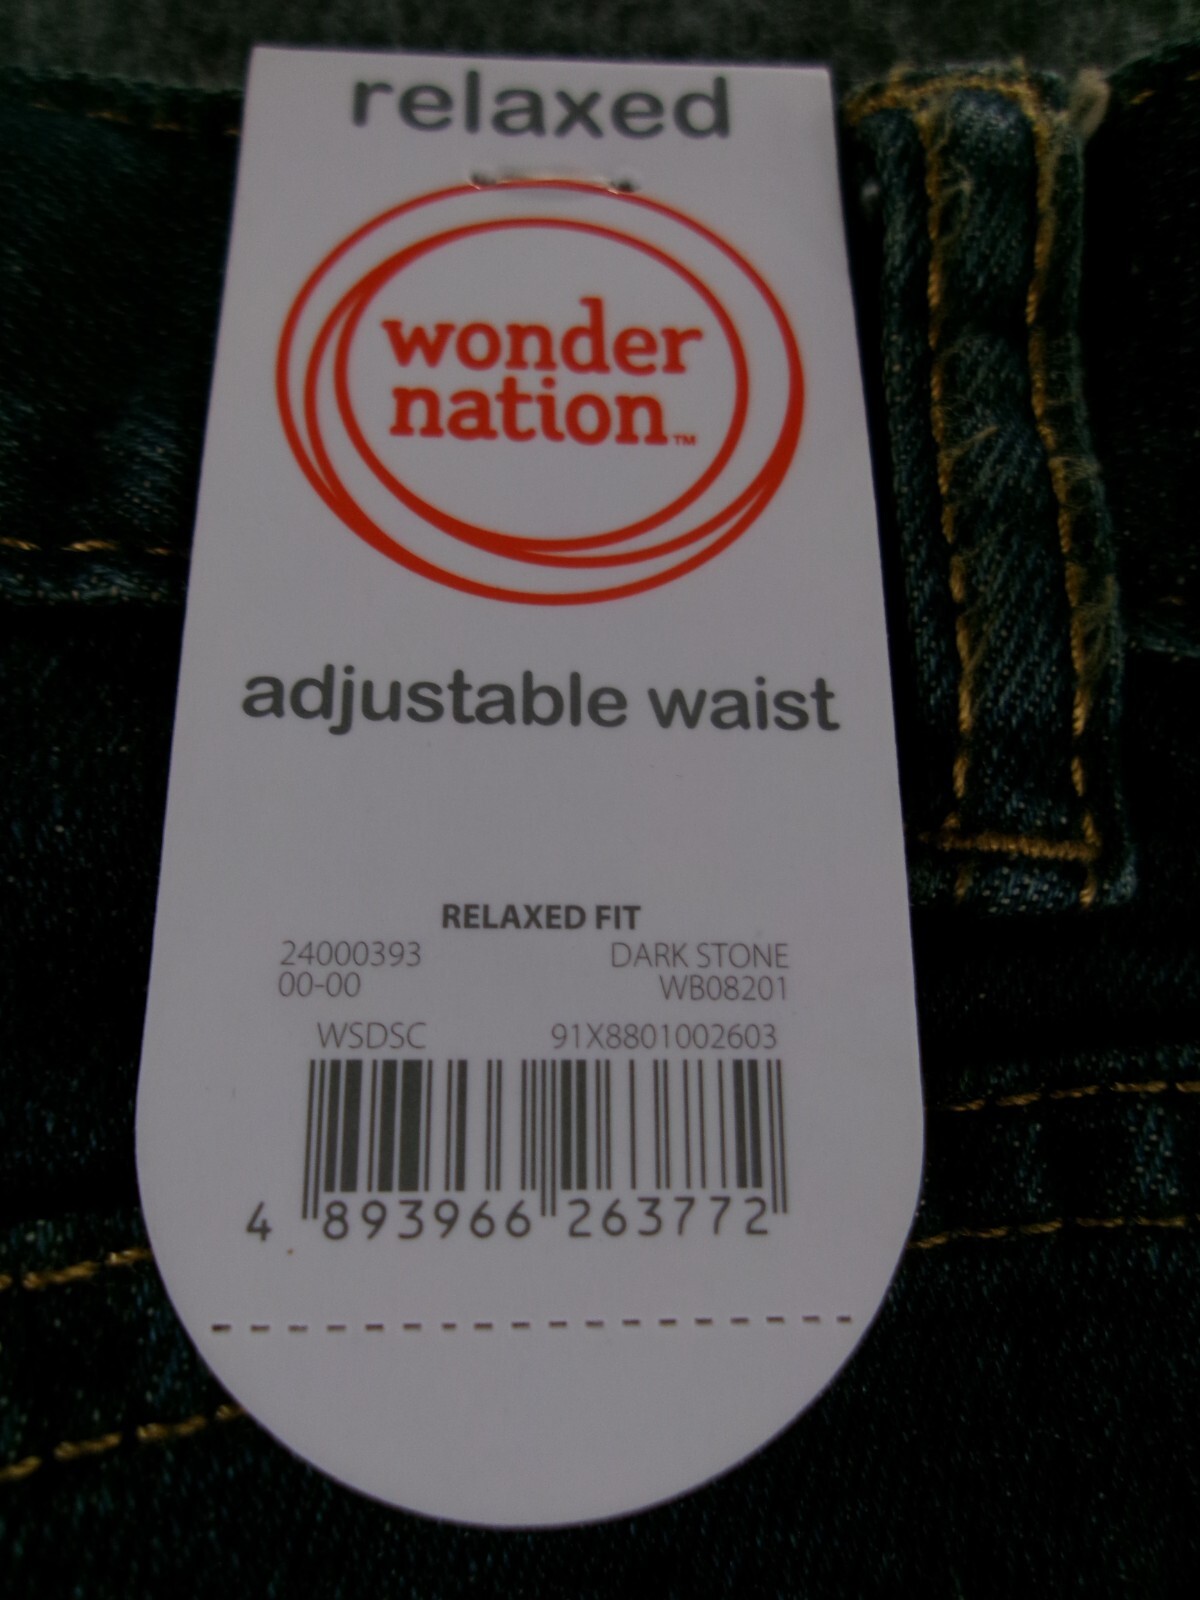 relaxed
wonder
nation™
adjustable waist
RELAXED FIT
24000393 DARK STONE
00-00 WB08201
WSDSC 91X8801002603
4 893966 263772